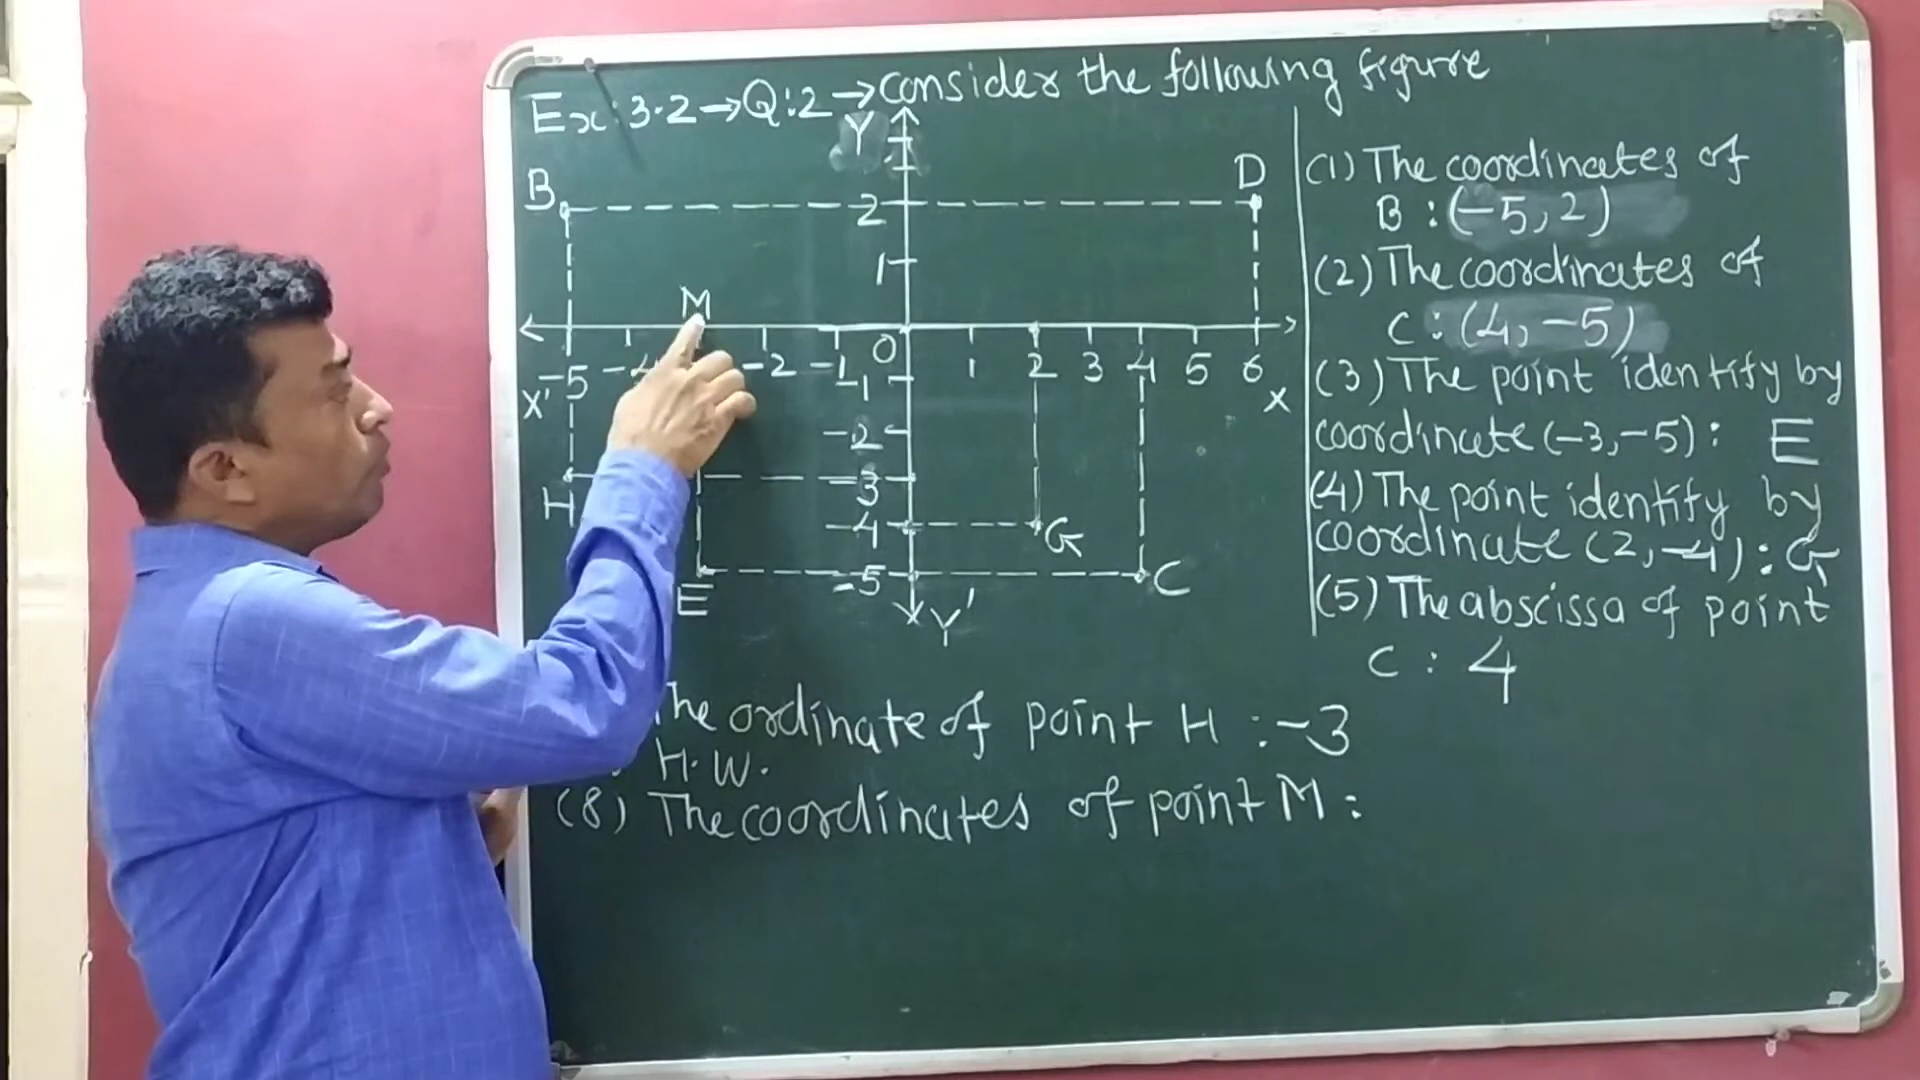 Ex: 3.2 → Q:2 → Consider the following figure
Y
B
D
2
1
M
0
-5 -4 -2 -1 1 2 3 4 5 6
X'
X
-1
-2
-3
H
-4
G
-5
E
C
Y'
(1) The coordinates of
B : (-5, 2)
(2) The coordinates of
C : (4, -5)
(3) The point identify by
coordinate (-3, -5) : E
(4) The point identify by
coordinate (2, -4) : G
(5) The abscissa of point
C : 4
The ordinate of point H : -3
H.W.
(8) The coordinates of point M :